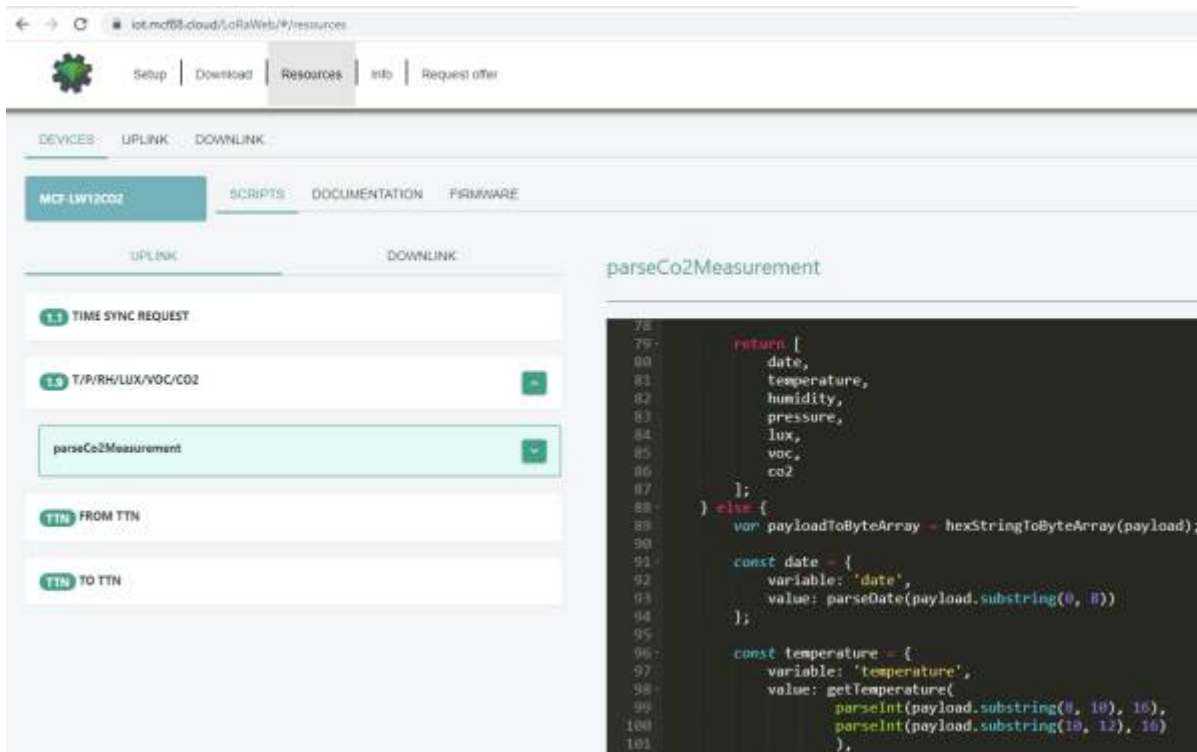 iot.mcf88.cloud/LoRaWeb/#/resources
Setup Download Resources Info Request offer
DEVICES UPLINK DOWNLINK
MCF-LW12CO2 SCRIPTS DOCUMENTATION FIRMWARE
UPLINK DOWNLINK
1.1 TIME SYNC REQUEST
1.9 T/P/RH/LUX/VOC/CO2
parseCo2Measurement
TTN FROM TTN
TTN TO TTN
parseCo2Measurement
78
79 return [
80 date,
81 temperature,
82 humidity,
83 pressure,
84 lux,
85 voc,
86 co2
87 ];
88 } else {
89 var payloadToByteArray = hexStringToByteArray(payload);
90
91 const date = {
92 variable: 'date',
93 value: parseDate(payload.substring(0, 8))
94 };
95
96 const temperature = {
97 variable: 'temperature',
98 value: getTemperature(
99 parseInt(payload.substring(8, 10), 16),
100 parseInt(payload.substring(10, 12), 16)
101 ),